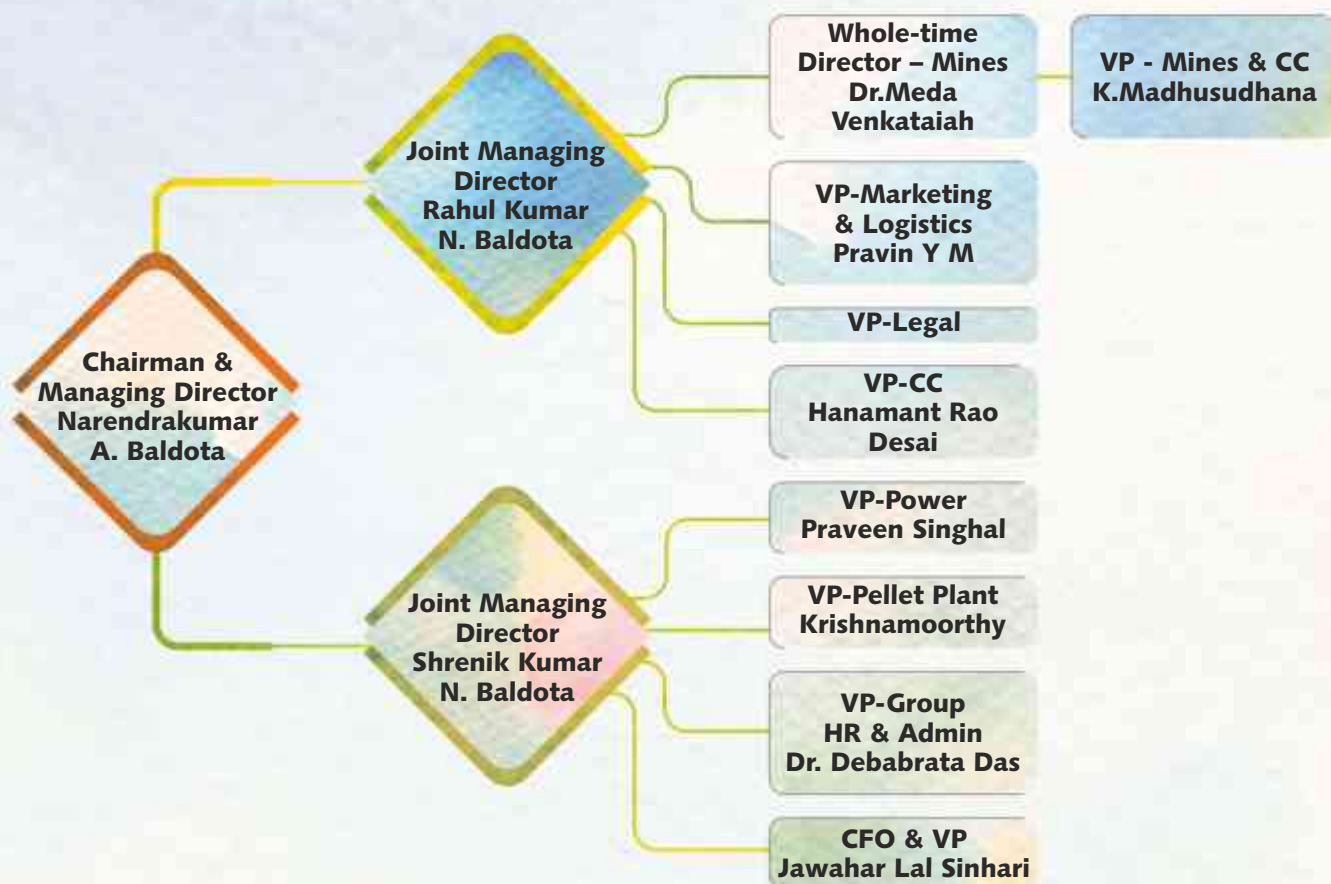 Chairman &
Managing Director
Narendrakumar
A. Baldota
Joint Managing
Director
Rahul Kumar
N. Baldota
Whole-time
Director – Mines
Dr.Meda
Venkataiah
VP - Mines & CC
K.Madhusudhana
VP-Marketing
& Logistics
Pravin Y M
VP-Legal
VP-CC
Hanamant Rao
Desai
Joint Managing
Director
Shrenik Kumar
N. Baldota
VP-Power
Praveen Singhal
VP-Pellet Plant
Krishnamoorthy
VP-Group
HR & Admin
Dr. Debabrata Das
CFO & VP
Jawahar Lal Sinhari